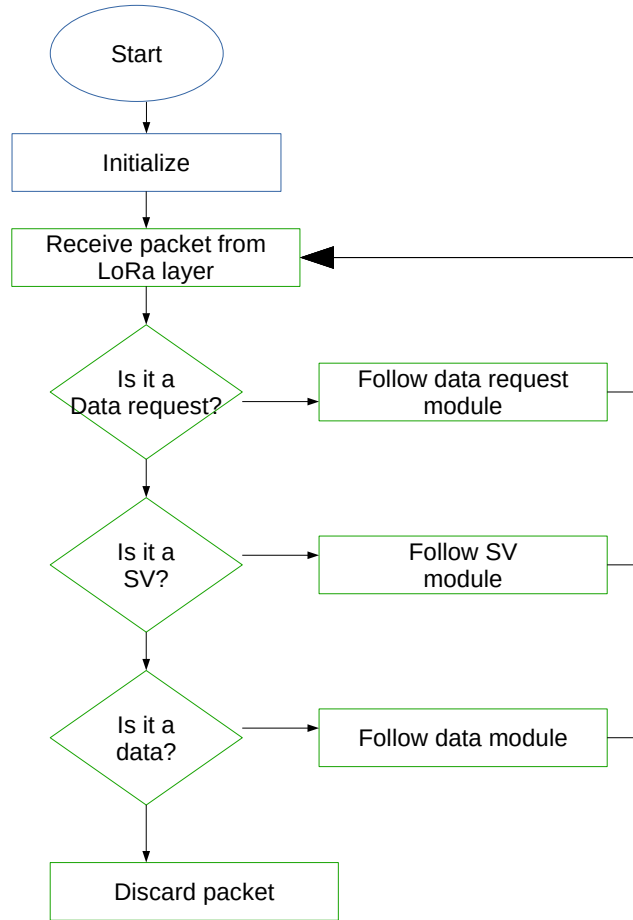 Start
Initialize
Receive packet from
LoRa layer
Is it a
Data request?
Follow data request
module
Is it a
SV?
Follow SV
module
Is it a
data?
Follow data module
Discard packet